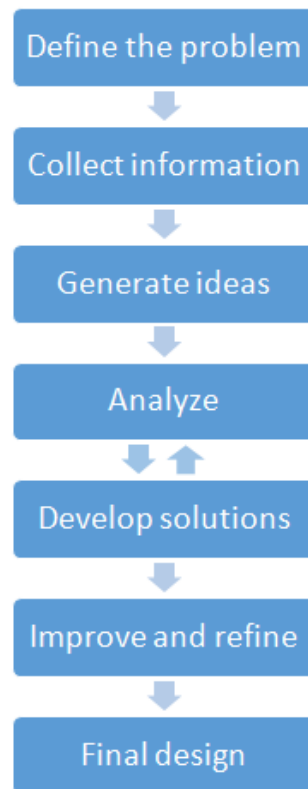 Define the problem
Collect information
Generate ideas
Analyze
Develop solutions
Improve and refine
Final design